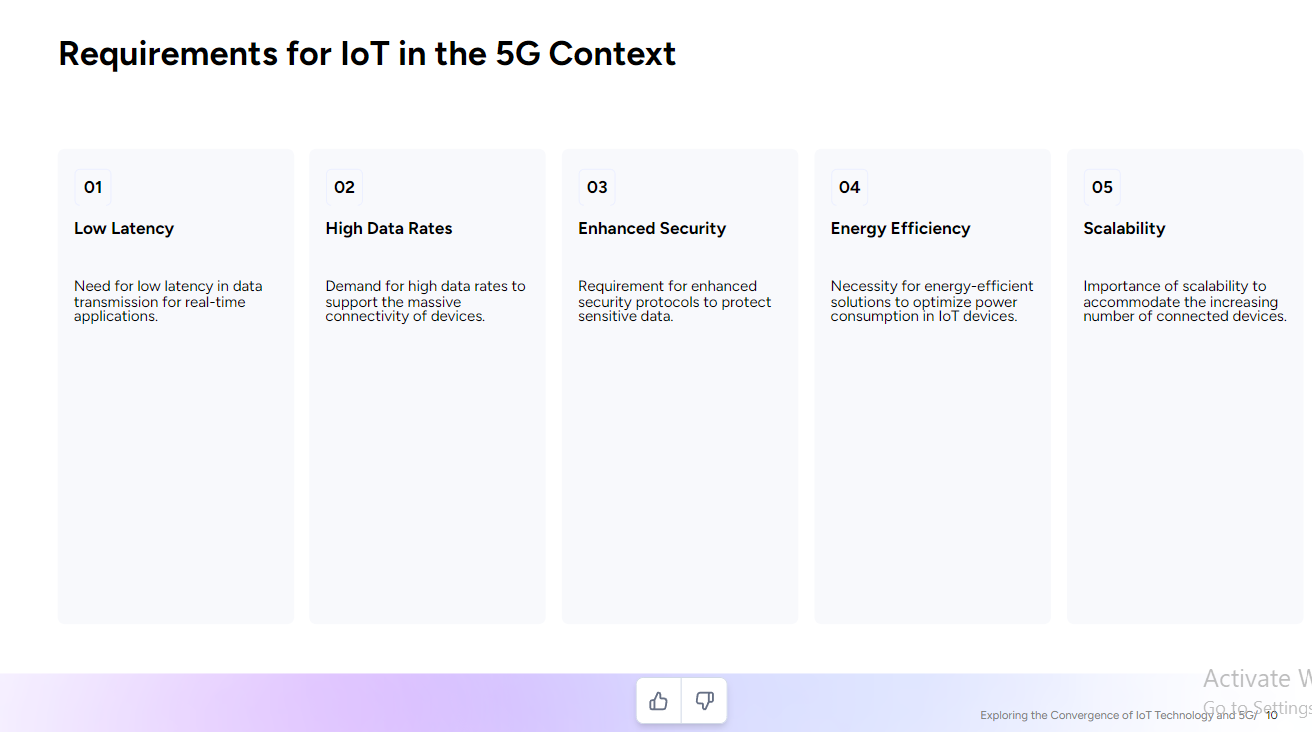 Requirements for IoT in the 5G Context
01
Low Latency
Need for low latency in data
transmission for real-time
applications.
02
High Data Rates
Demand for high data rates to
support the massive
connectivity of devices.
03
Enhanced Security
Requirement for enhanced
security protocols to protect
sensitive data.
04
Energy Efficiency
Necessity for energy-efficient
solutions to optimize power
consumption in IoT devices.
05
Scalability
Importance of scalability to
accommodate the increasing
number of connected devices.
Activate W
Go to Settings
Exploring the Convergence of IoT Technology and 5G/ 10